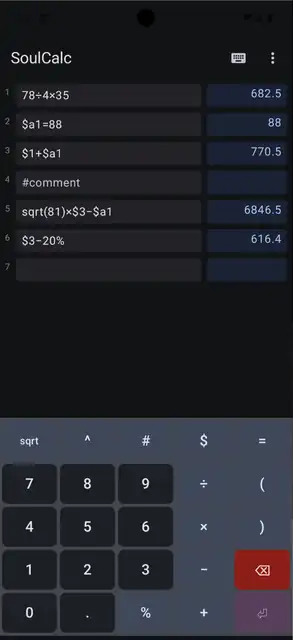 SoulCalc
1 78÷4×35 682.5
2 $a1=88 88
3 $1+$a1 770.5
4 #comment
5 sqrt(81)×$3−$a1 6846.5
6 $3−20% 616.4
7
sqrt ^ # $ =
7 8 9 ÷ (
4 5 6 × )
1 2 3 −
0 . % +